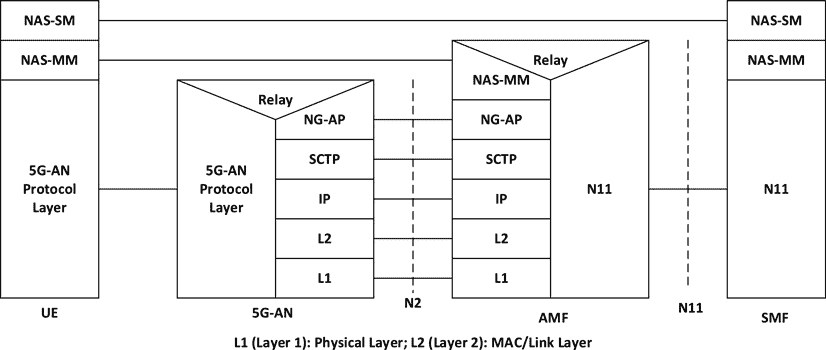 NAS-SM
NAS-MM
5G-AN
Protocol
Layer
UE
Relay
5G-AN
Protocol
Layer
NG-AP
SCTP
IP
L2
L1
5G-AN
N2
Relay
NAS-MM
NG-AP
SCTP
IP
L2
L1
N11
AMF
N11
NAS-SM
NAS-MM
N11
SMF
L1 (Layer 1): Physical Layer; L2 (Layer 2): MAC/Link Layer